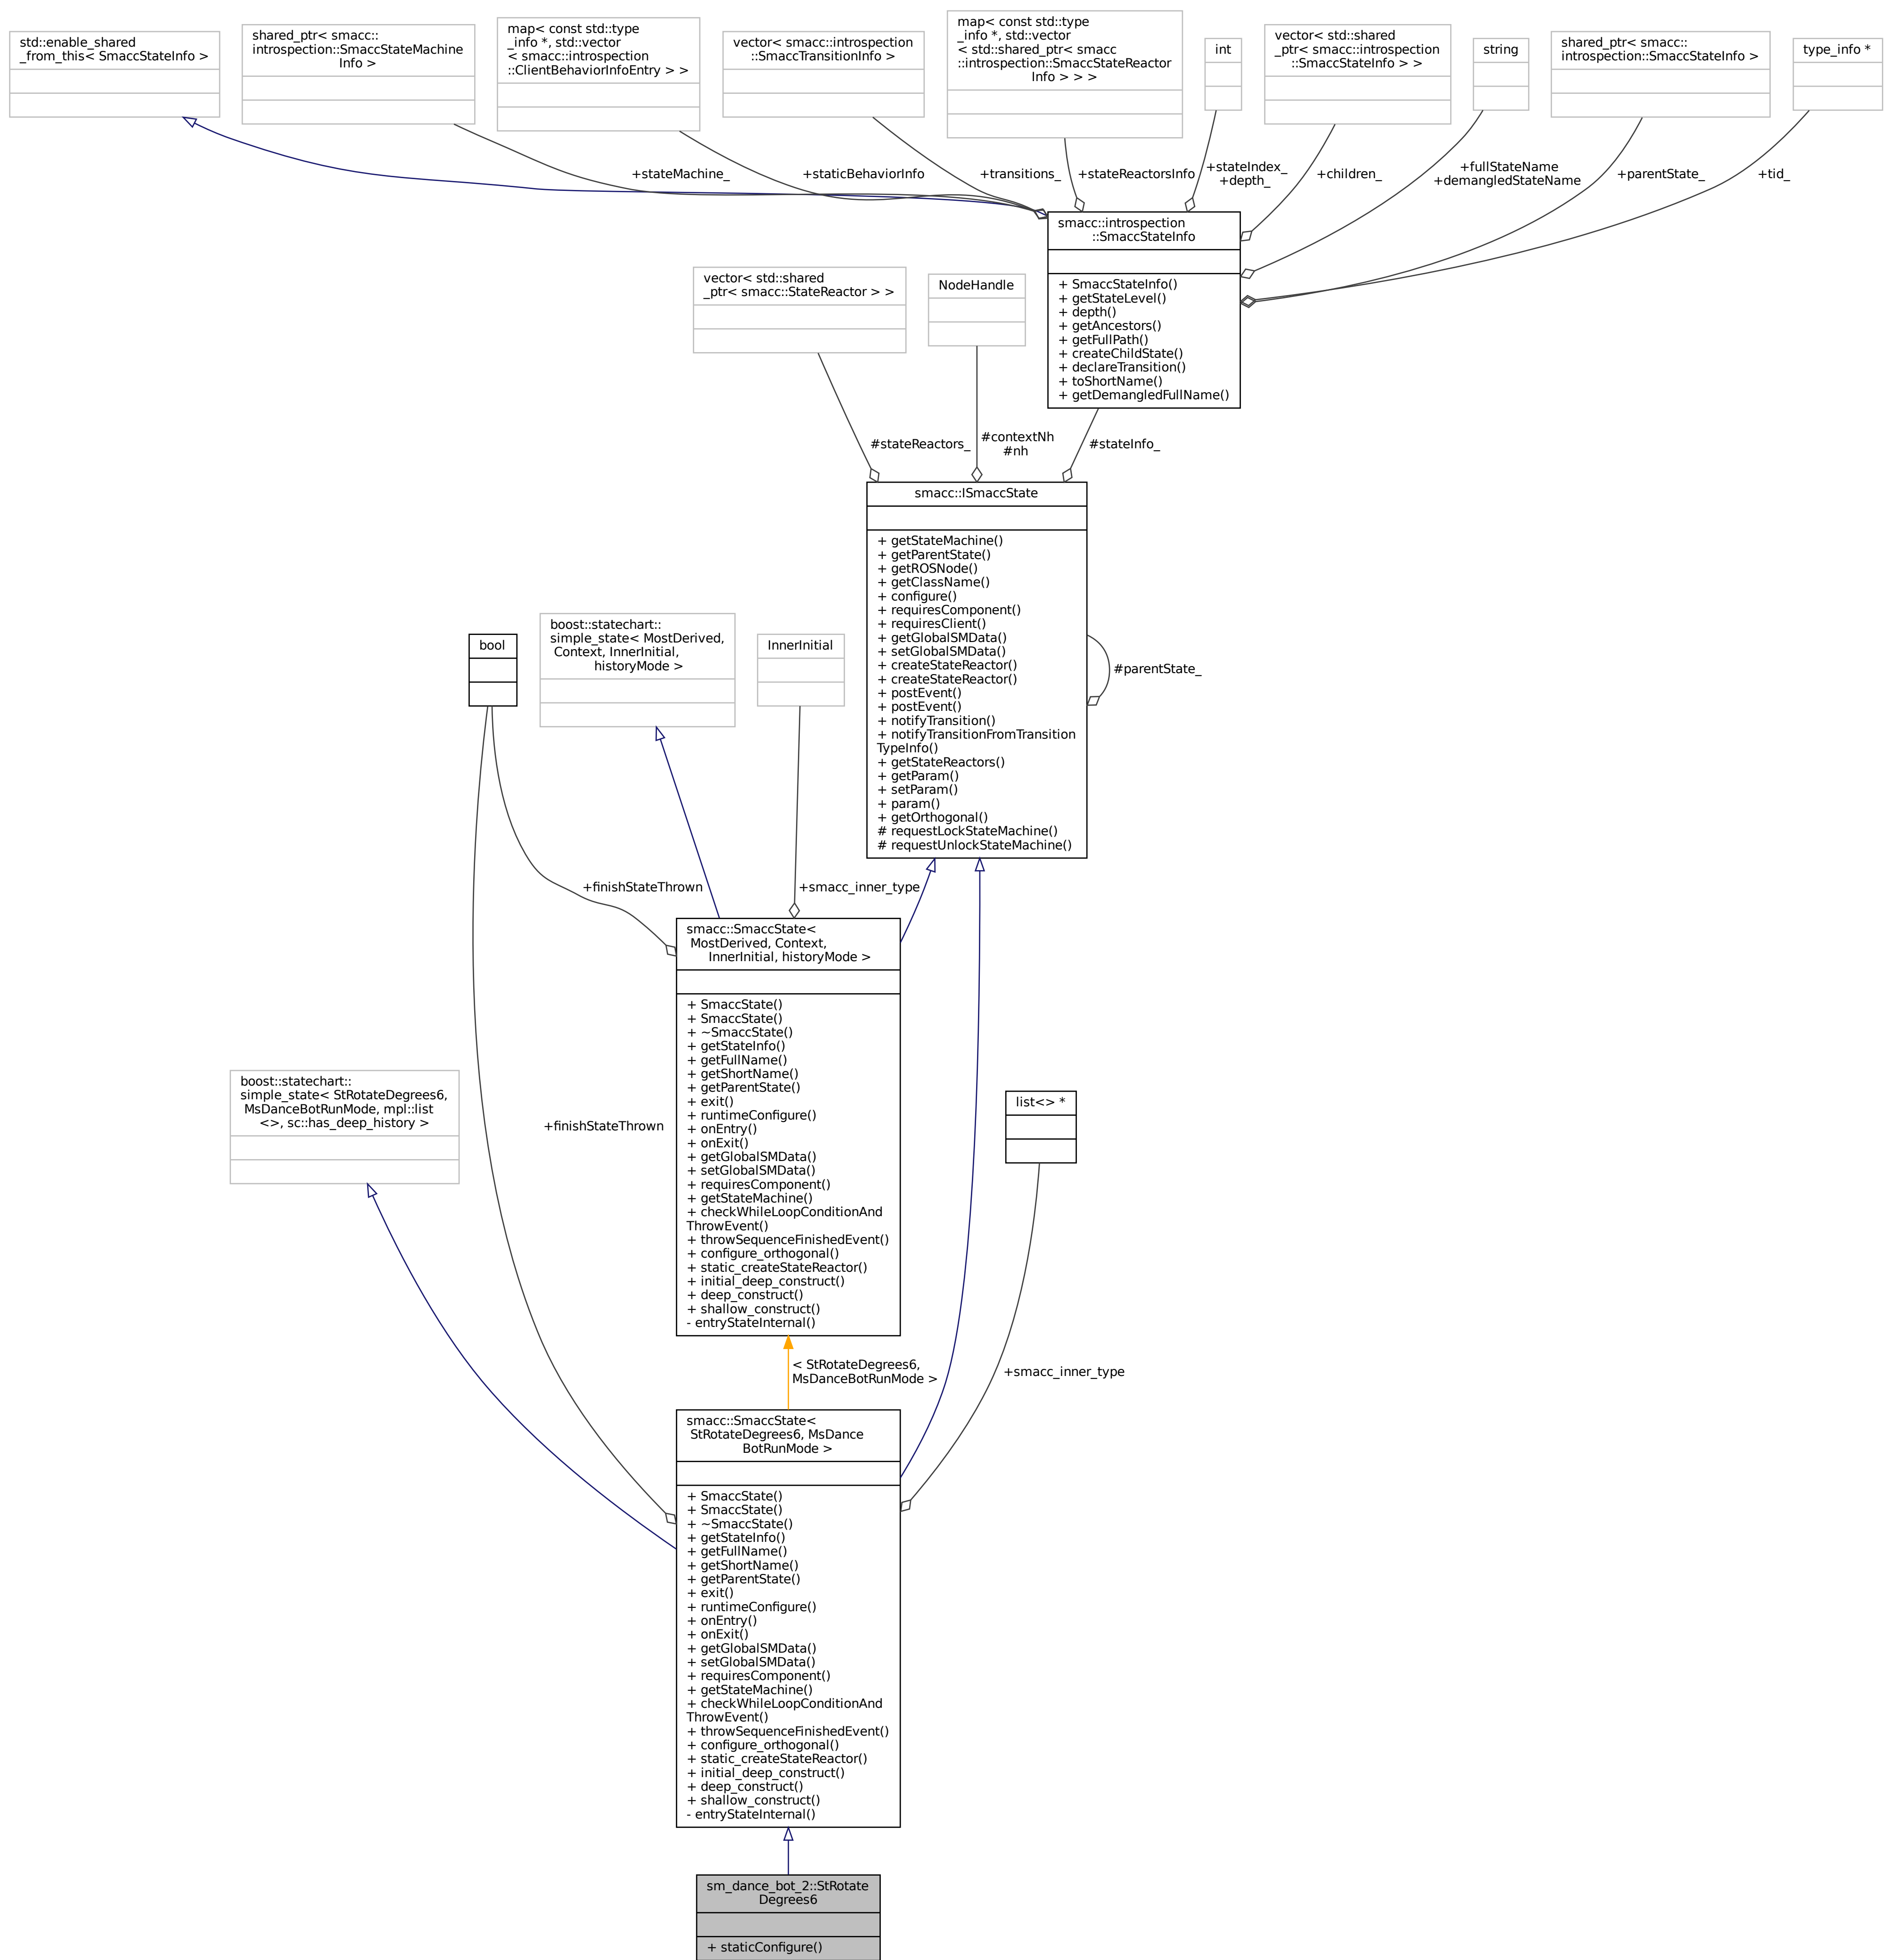 std::enable_shared
_from_this< SmaccStateInfo >
shared_ptr< smacc::
introspection::SmaccStateMachine
Info >
map< const std::type
_info *, std::vector
< smacc::introspection
::ClientBehaviorInfoEntry > >
vector< smacc::introspection
::SmaccTransitionInfo >
map< const std::type
_info *, std::vector
< std::shared_ptr< smacc
::introspection::SmaccStateReactor
Info > > >
int
vector< std::shared
_ptr< smacc::introspection
::SmaccStateInfo > >
string
shared_ptr< smacc::
introspection::SmaccStateInfo >
type_info *
+stateMachine_
+staticBehaviorInfo
+transitions_
+stateReactorsInfo
+stateIndex_
+depth_
+children_
+fullStateName
+demangledStateName
+parentState_
+tid_
smacc::introspection
::SmaccStateInfo
+ SmaccStateInfo()
+ getStateLevel()
+ depth()
+ getAncestors()
+ getFullPath()
+ createChildState()
+ declareTransition()
+ toShortName()
+ getDemangledFullName()
vector< std::shared
_ptr< smacc::StateReactor > >
NodeHandle
#stateReactors_
#contextNh
#nh
#stateInfo_
smacc::ISmaccState
+ getStateMachine()
+ getParentState()
+ getROSNode()
+ getClassName()
+ configure()
+ requiresComponent()
+ requiresClient()
+ getGlobalSMData()
+ setGlobalSMData()
+ createStateReactor()
+ createStateReactor()
+ postEvent()
+ postEvent()
+ notifyTransition()
+ notifyTransitionFromTransition
TypeInfo()
+ getStateReactors()
+ getParam()
+ setParam()
+ param()
+ getOrthogonal()
# requestLockStateMachine()
# requestUnlockStateMachine()
#parentState_
bool
boost::statechart::
simple_state< MostDerived,
Context, InnerInitial,
historyMode >
InnerInitial
+finishStateThrown
+smacc_inner_type
smacc::SmaccState<
MostDerived, Context,
InnerInitial, historyMode >
+ SmaccState()
+ SmaccState()
+ ~SmaccState()
+ getStateInfo()
+ getFullName()
+ getShortName()
+ getParentState()
+ exit()
+ runtimeConfigure()
+ onEntry()
+ onExit()
+ getGlobalSMData()
+ setGlobalSMData()
+ requiresComponent()
+ getStateMachine()
+ checkWhileLoopConditionAnd
ThrowEvent()
+ throwSequenceFinishedEvent()
+ configure_orthogonal()
+ static_createStateReactor()
+ initial_deep_construct()
+ deep_construct()
+ shallow_construct()
- entryStateInternal()
boost::statechart::
simple_state< StRotateDegrees6,
MsDanceBotRunMode, mpl::list
<>, sc::has_deep_history >
+finishStateThrown
list<> *
< StRotateDegrees6,
MsDanceBotRunMode >
+smacc_inner_type
smacc::SmaccState<
StRotateDegrees6, MsDance
BotRunMode >
+ SmaccState()
+ SmaccState()
+ ~SmaccState()
+ getStateInfo()
+ getFullName()
+ getShortName()
+ getParentState()
+ exit()
+ runtimeConfigure()
+ onEntry()
+ onExit()
+ getGlobalSMData()
+ setGlobalSMData()
+ requiresComponent()
+ getStateMachine()
+ checkWhileLoopConditionAnd
ThrowEvent()
+ throwSequenceFinishedEvent()
+ configure_orthogonal()
+ static_createStateReactor()
+ initial_deep_construct()
+ deep_construct()
+ shallow_construct()
- entryStateInternal()
sm_dance_bot_2::StRotate
Degrees6
+ staticConfigure()